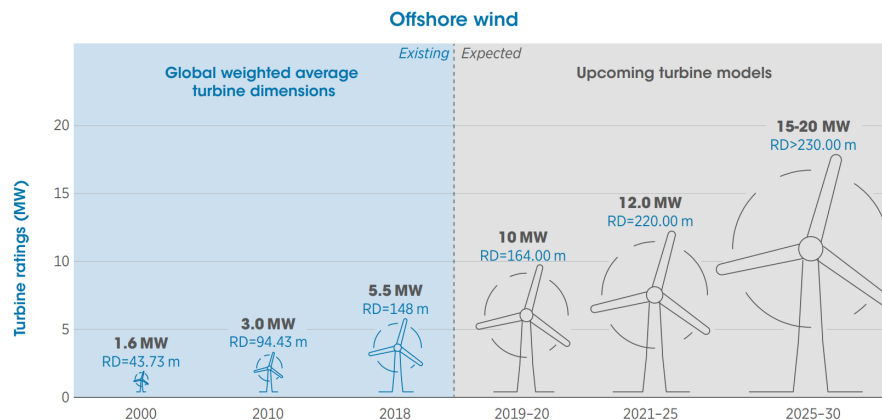 Offshore wind
Existing
Expected
Global weighted average
turbine dimensions
Upcoming turbine models
Turbine ratings (MW)
20
15
10
5
0
1.6 MW
RD=43.73 m
3.0 MW
RD=94.43 m
5.5 MW
RD=148 m
10 MW
RD=164.00 m
12.0 MW
RD=220.00 m
15-20 MW
RD>230.00 m
2000
2010
2018
2019–20
2021–25
2025–30